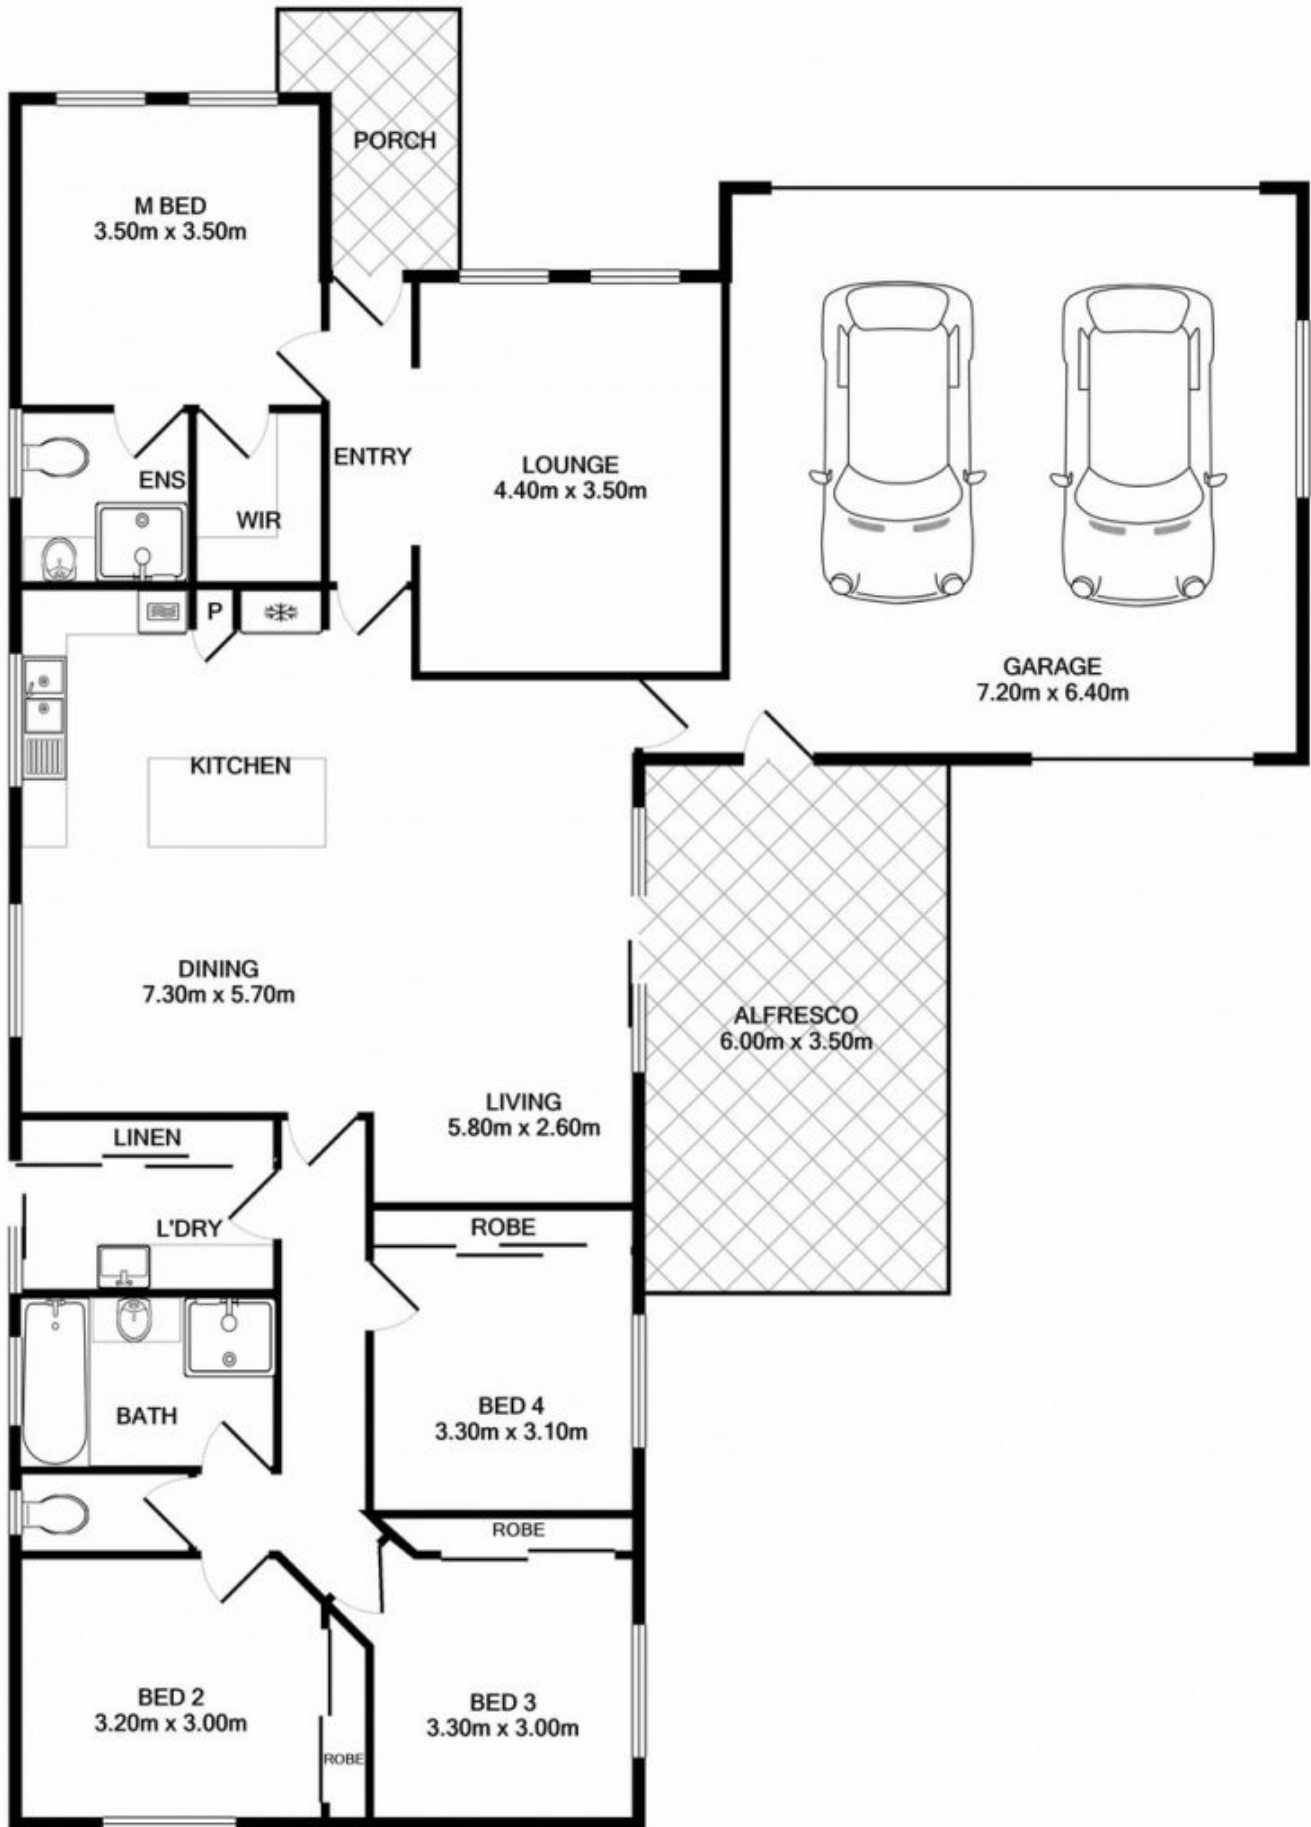 PORCH
M BED
3.50m x 3.50m
ENTRY
LOUNGE
4.40m x 3.50m
ENS
WIR
P
GARAGE
7.20m x 6.40m
KITCHEN
DINING
7.30m x 5.70m
ALFRESCO
6.00m x 3.50m
LIVING
5.80m x 2.60m
LINEN
L'DRY
ROBE
BATH
BED 4
3.30m x 3.10m
ROBE
BED 2
3.20m x 3.00m
BED 3
3.30m x 3.00m
ROBE